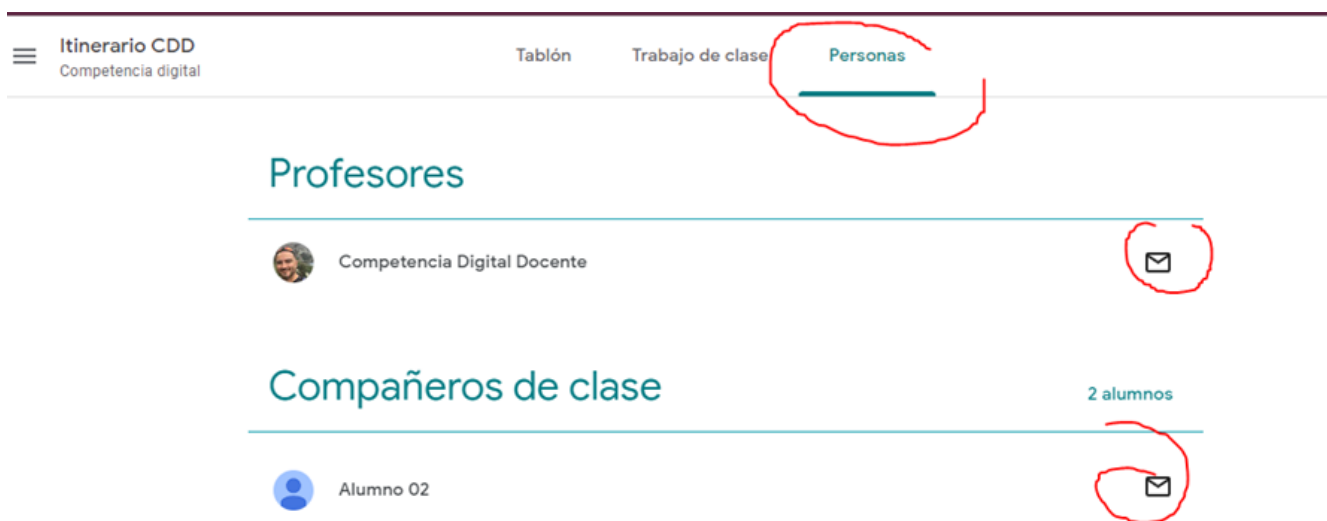 Itinerario CDD
Competencia digital
Tablón Trabajo de clase Personas
Profesores
Competencia Digital Docente
Compañeros de clase 2 alumnos
Alumno 02